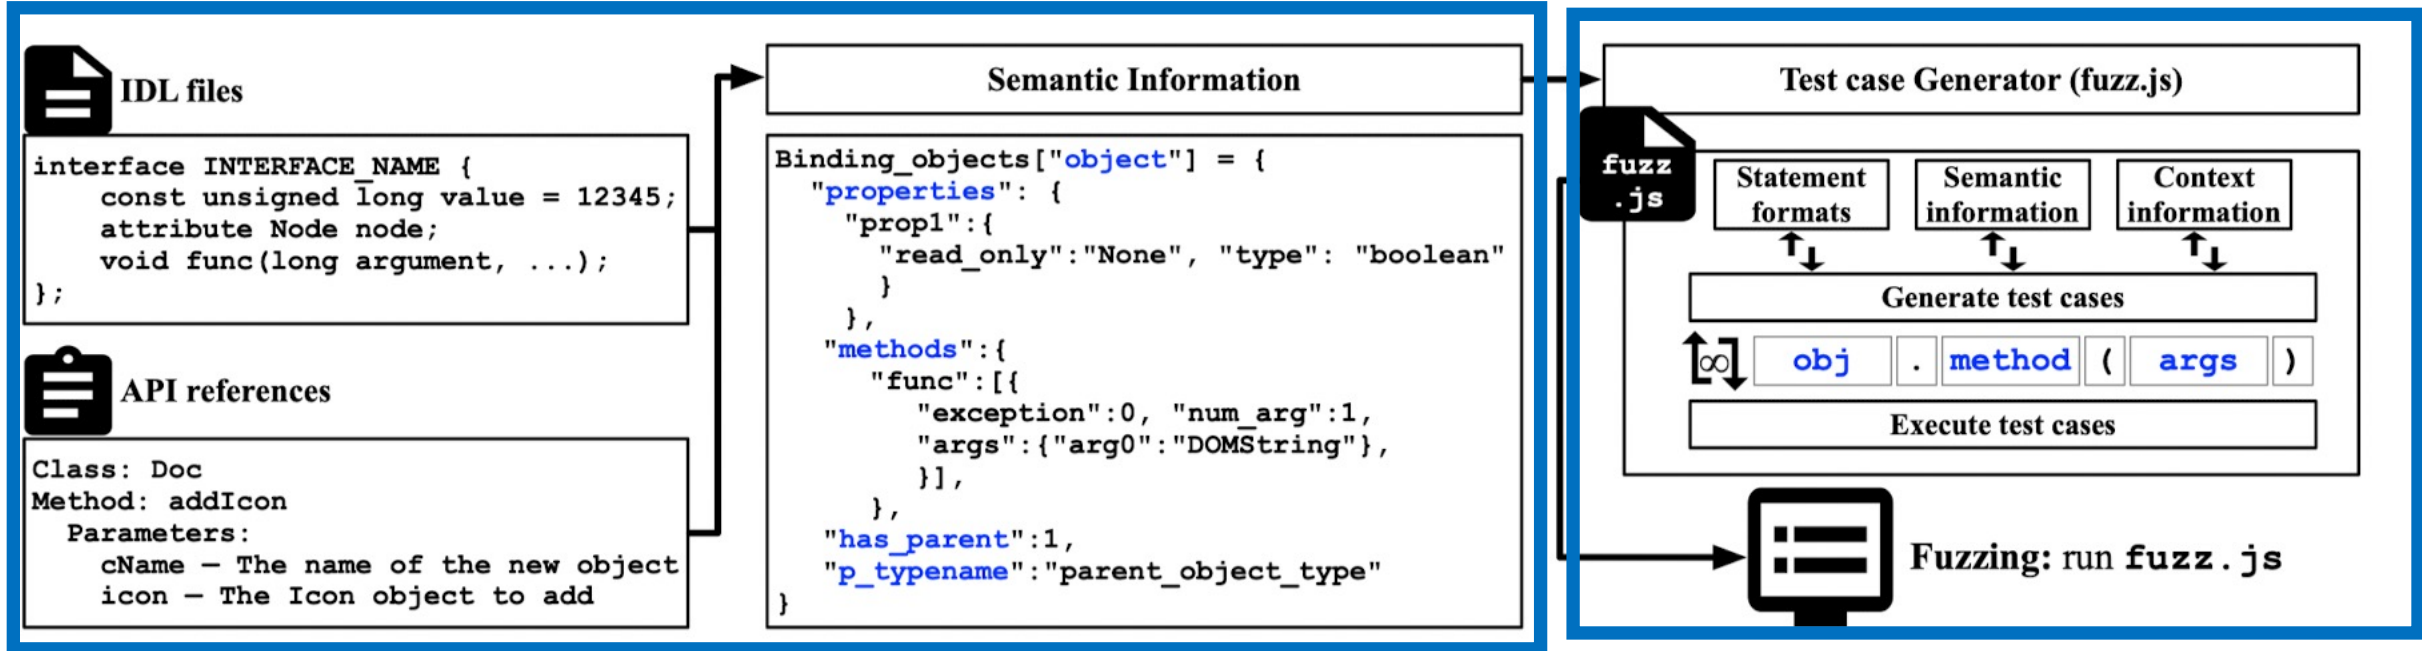 IDL files
interface INTERFACE_NAME {
const unsigned long value = 12345;
attribute Node node;
void func(long argument, ...);
};
API references
Class: Doc
Method: addIcon
Parameters:
cName — The name of the new object
icon — The Icon object to add
Semantic Information
Binding_objects["object"] = {
"properties": {
"prop1":{
"read_only":"None", "type": "boolean"
}
},
"methods":{
"func":[{
"exception":0, "num_arg":1,
"args":{"arg0":"DOMString"},
}],
},
"has_parent":1,
"p_typename":"parent_object_type"
}
Test case Generator (fuzz.js)
fuzz
.js
Statement
formats
Semantic
information
Context
information
Generate test cases
∞ obj . method ( args )
Execute test cases
Fuzzing: run fuzz.js